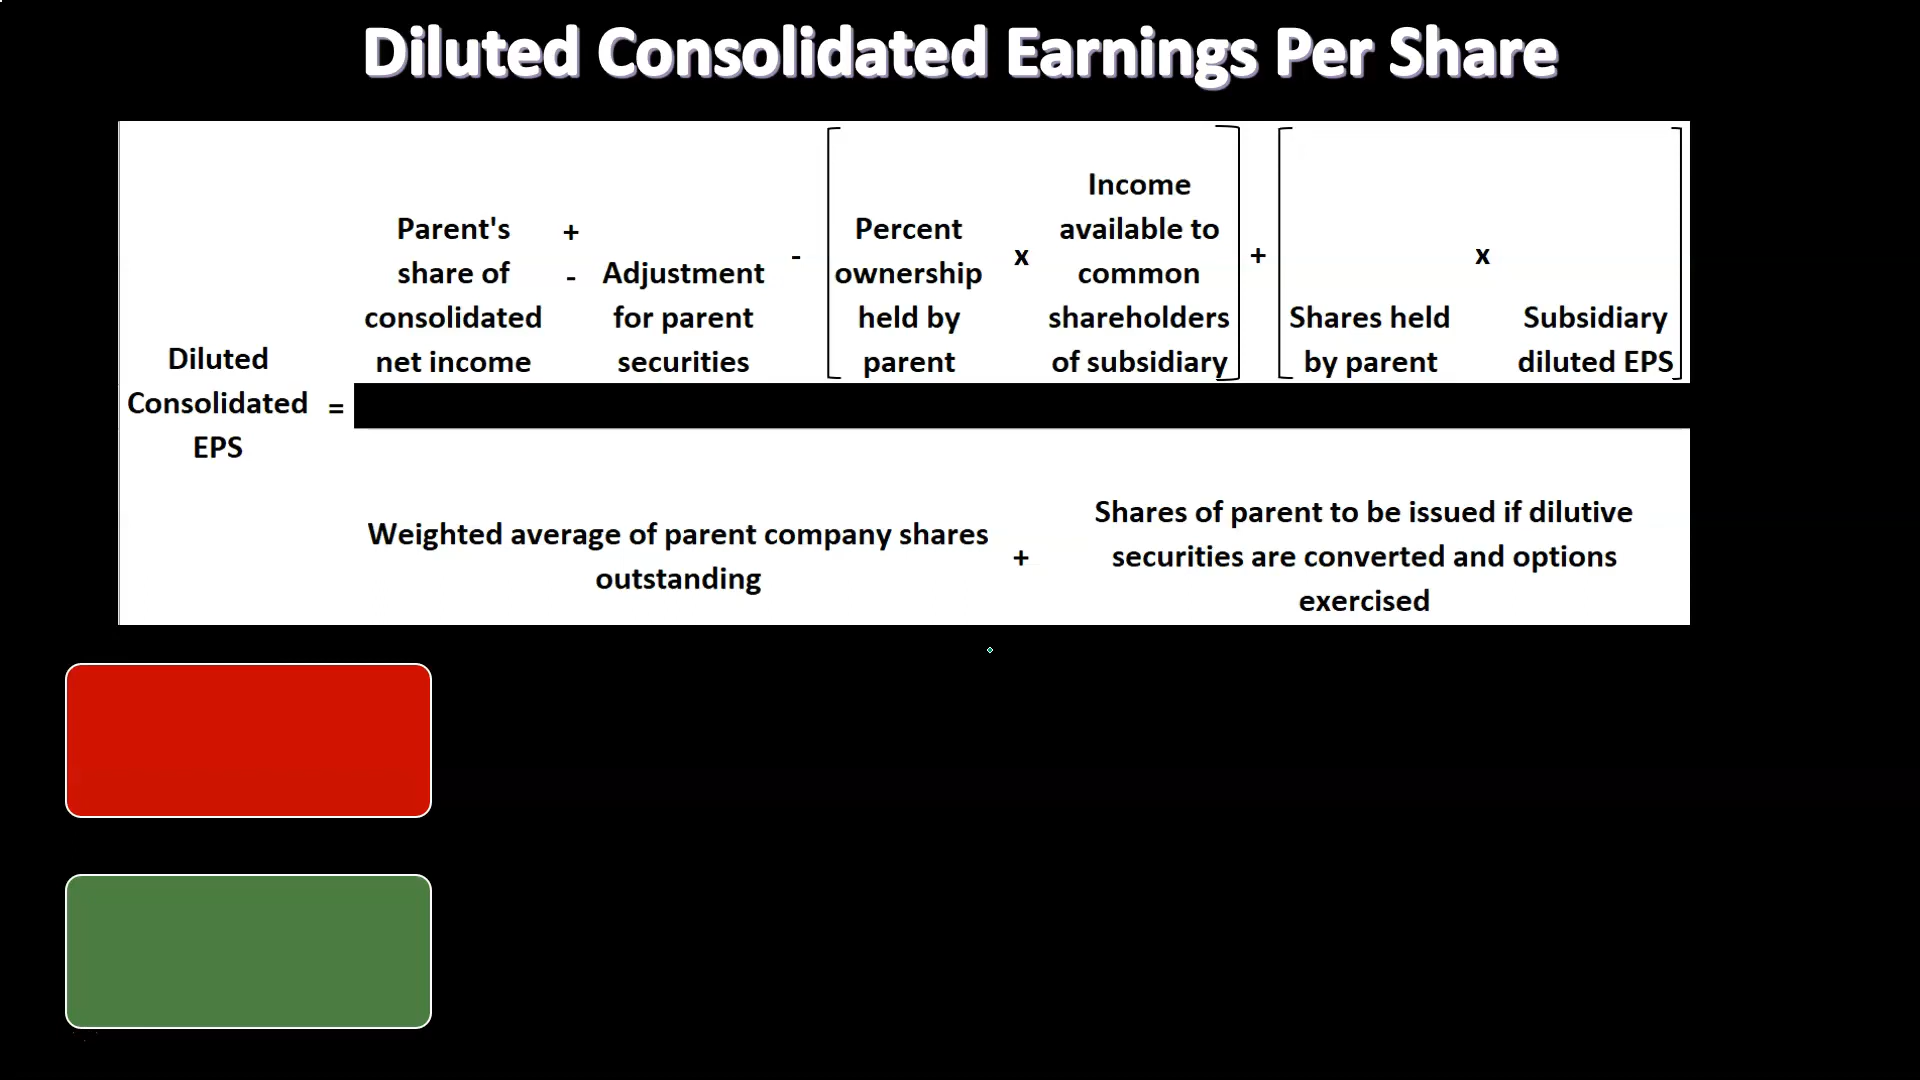 Diluted Consolidated Earnings Per Share
Diluted
Consolidated
EPS
=
Parent's
share of
consolidated
net income
+
-
Adjustment
for parent
securities
-
Percent
ownership
held by
parent
x
Income
available to
common
shareholders
of subsidiary
+
Shares held
by parent
x
Subsidiary
diluted EPS
Weighted average of parent company shares
outstanding
+
Shares of parent to be issued if dilutive
securities are converted and options
exercised